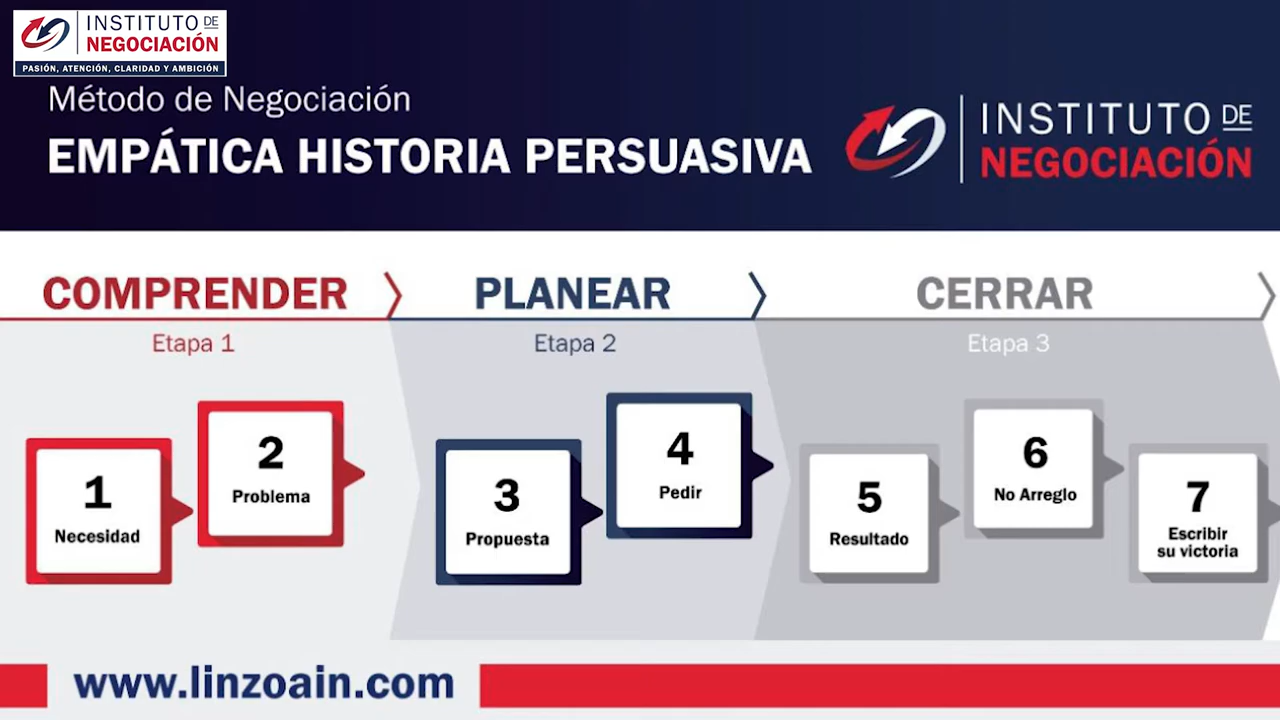 INSTITUTO DE
NEGOCIACIÓN
PASIÓN, ATENCIÓN, CLARIDAD Y AMBICIÓN
Método de Negociación
EMPÁTICA HISTORIA PERSUASIVA
INSTITUTO DE
NEGOCIACIÓN
COMPRENDER
Etapa 1
1
Necesidad
2
Problema
PLANEAR
Etapa 2
3
Propuesta
4
Pedir
CERRAR
Etapa 3
5
Resultado
6
No Arreglo
7
Escribir
su victoria
www.linzoain.com